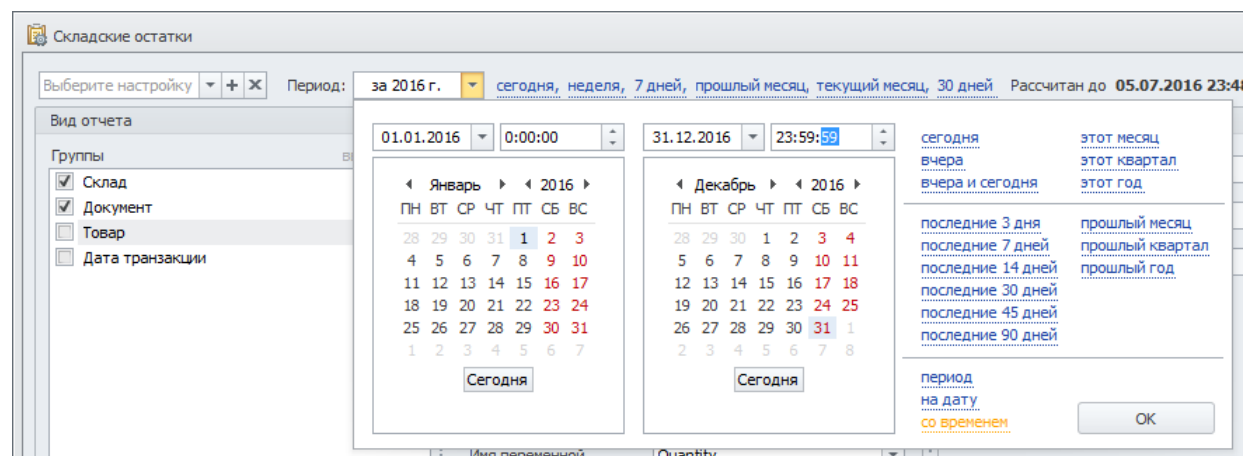 Складские остатки
Выберите настройку Период: за 2016 г. сегодня, неделя, 7 дней, прошлый месяц, текущий месяц, 30 дней Рассчитан до 05.07.2016 23:48
Вид отчета
Группы
Склад
Документ
Товар
Дата транзакции
01.01.2016 0:00:00
Январь 2016
ПН ВТ СР ЧТ ПТ СБ ВС
28 29 30 31 1 2 3
4 5 6 7 8 9 10
11 12 13 14 15 16 17
18 19 20 21 22 23 24
25 26 27 28 29 30 31
1 2 3 4 5 6 7
Сегодня
31.12.2016 23:59:59
Декабрь 2016
ПН ВТ СР ЧТ ПТ СБ ВС
28 29 30 1 2 3 4
5 6 7 8 9 10 11
12 13 14 15 16 17 18
19 20 21 22 23 24 25
26 27 28 29 30 31 1
2 3 4 5 6 7 8
Сегодня
сегодня
вчера
вчера и сегодня
этот месяц
этот квартал
этот год
последние 3 дня
последние 7 дней
последние 14 дней
последние 30 дней
последние 45 дней
последние 90 дней
прошлый месяц
прошлый квартал
прошлый год
период
на дату
со временем
OK
Имя переменной Quantity